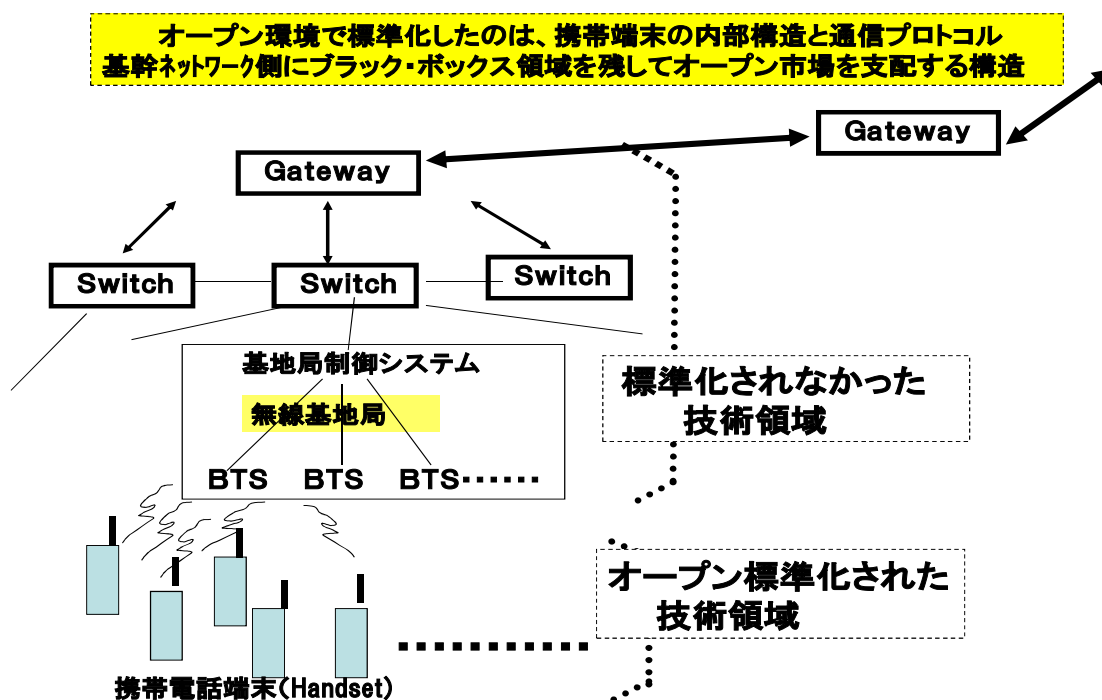 オープン環境で標準化したのは、携帯端末の内部構造と通信プロトコル
基幹ネットワーク側にブラック・ボックス領域を残してオープン市場を支配する構造
Gateway
Gateway
Switch
Switch
Switch
基地局制御システム
無線基地局
BTS BTS BTS……
標準化されなかった
技術領域
オープン標準化された
技術領域
携帯電話端末(Handset)